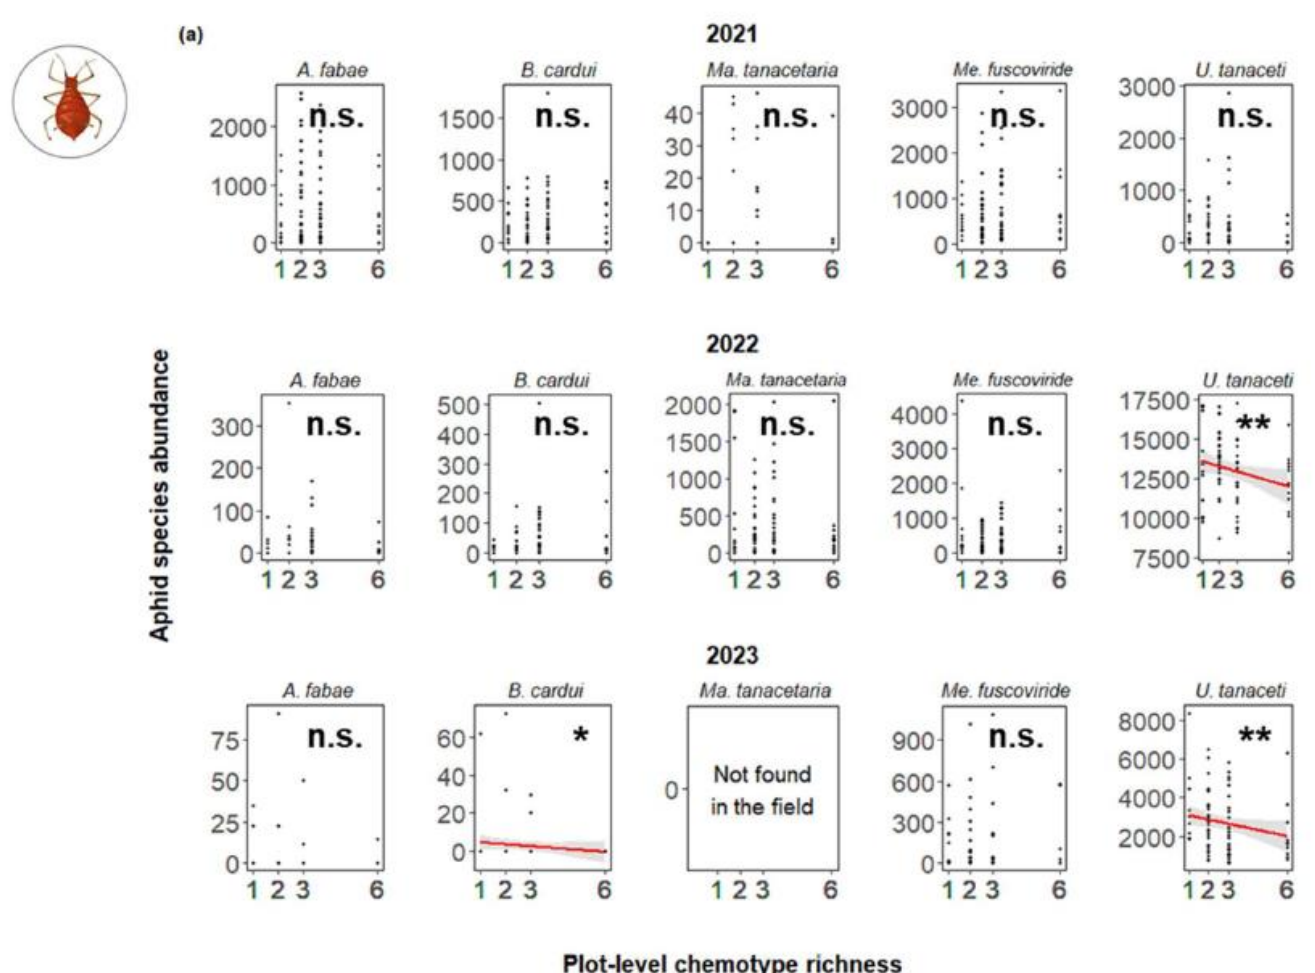 (a)
2021
A. fabae B. cardui Ma. tanacetaria Me. fuscoviride U. tanaceti
n.s. n.s. n.s. n.s. n.s.
2000 1000 0
1500 1000 500 0
40 30 20 10 0
3000 2000 1000 0
3000 2000 1000 0
1 2 3 6 1 2 3 6 1 2 3 6 1 2 3 6 1 2 3 6
Aphid species abundance
2022
A. fabae B. cardui Ma. tanacetaria Me. fuscoviride U. tanaceti
n.s. n.s. n.s. n.s. **
300 200 100 0
500 400 300 200 100 0
2000 1500 1000 500 0
4000 3000 2000 1000 0
17500 15000 12500 10000 7500
1 2 3 6 1 2 3 6 1 2 3 6 1 2 3 6 1 2 3 6
2023
A. fabae B. cardui Ma. tanacetaria Me. fuscoviride U. tanaceti
n.s. * n.s. **
75 50 25 0
60 40 20 0
0
Not found
in the field
900 600 300 0
8000 6000 4000 2000
1 2 3 6 1 2 3 6 1 2 3 6 1 2 3 6 1 2 3 6
Plot-level chemotype richness